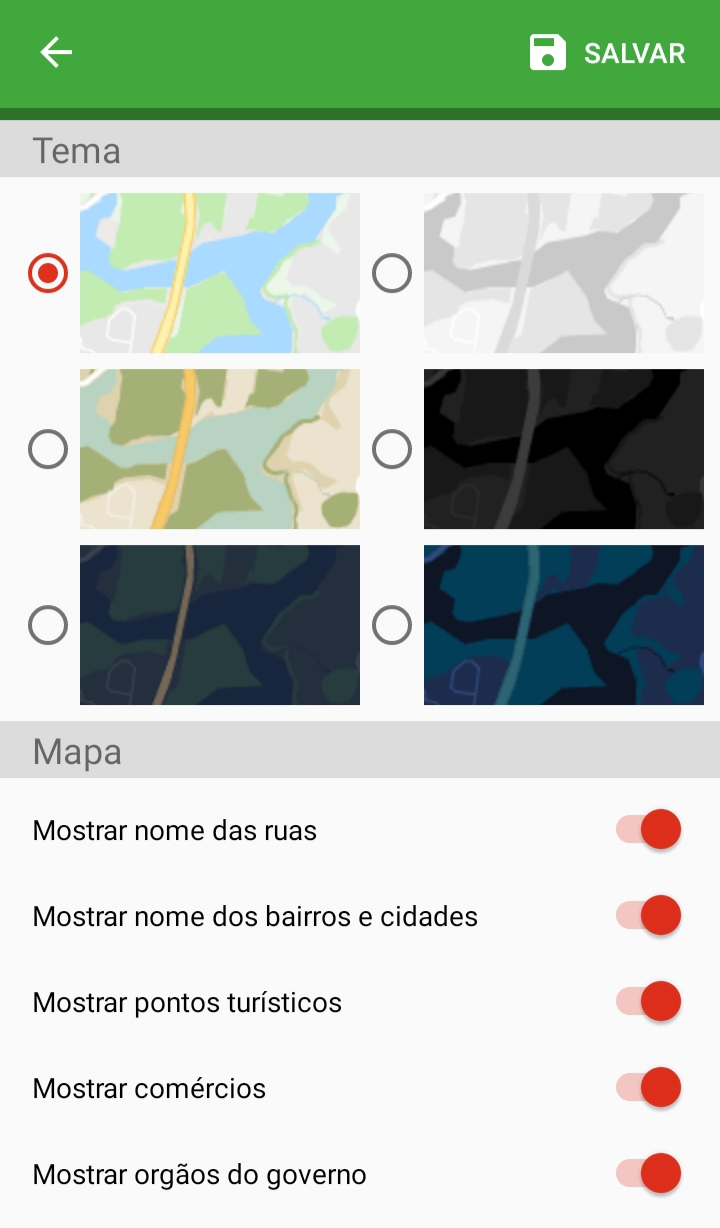 SALVAR
Tema
Mapa
Mostrar nome das ruas
Mostrar nome dos bairros e cidades
Mostrar pontos turísticos
Mostrar comércios
Mostrar orgãos do governo